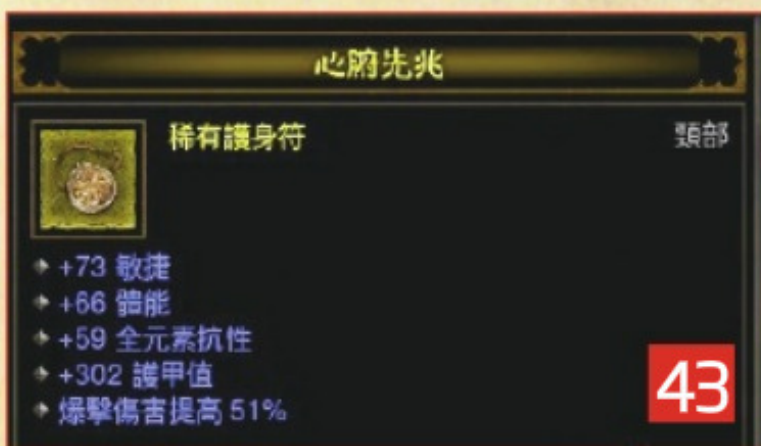 心腑先兆
稀有護身符
頸部
+73 敏捷
+66 體能
+59 全元素抗性
+302 護甲值
爆擊傷害提高 51%
43